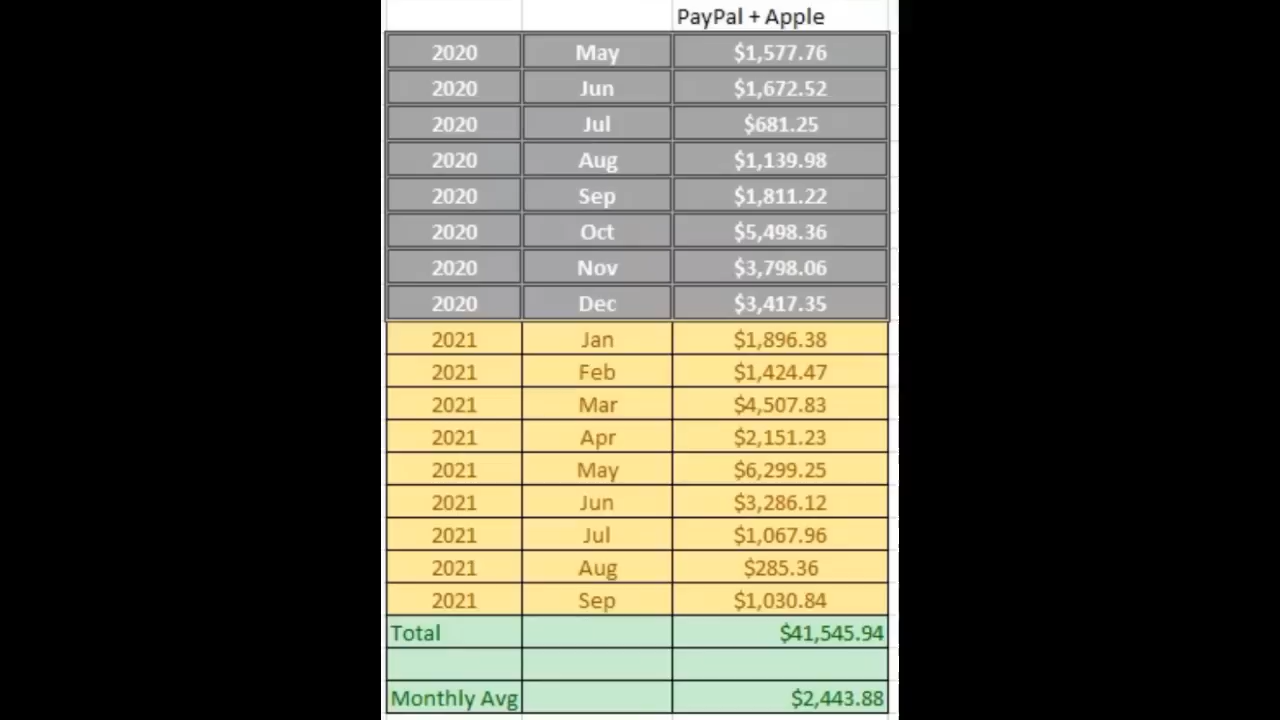 PayPal + Apple
2020 May $1,577.76
2020 Jun $1,672.52
2020 Jul $681.25
2020 Aug $1,139.98
2020 Sep $1,811.22
2020 Oct $5,498.36
2020 Nov $3,798.06
2020 Dec $3,417.35
2021 Jan $1,896.38
2021 Feb $1,424.47
2021 Mar $4,507.83
2021 Apr $2,151.23
2021 May $6,299.25
2021 Jun $3,286.12
2021 Jul $1,067.96
2021 Aug $285.36
2021 Sep $1,030.84
Total $41,545.94
Monthly Avg $2,443.88